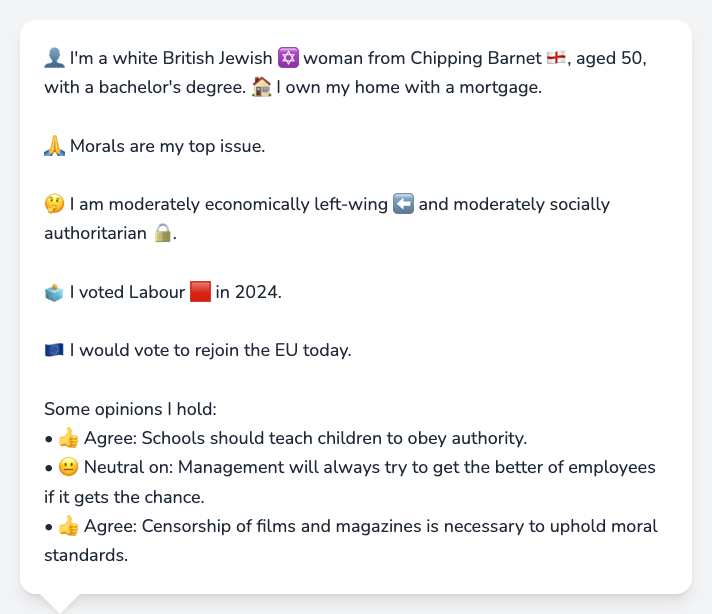 👤 I'm a white British Jewish ✡️ woman from Chipping Barnet 🏴󠁧󠁢󠁥󠁮󠁧󠁿, aged 50,
with a bachelor's degree. 🏠 I own my home with a mortgage.
🙏 Morals are my top issue.
🤔 I am moderately economically left-wing ⬅️ and moderately socially
authoritarian 🔒.
🗳️ I voted Labour 🟥 in 2024.
🇪🇺 I would vote to rejoin the EU today.
Some opinions I hold:
• 👍 Agree: Schools should teach children to obey authority.
• 😐 Neutral on: Management will always try to get the better of employees
if it gets the chance.
• 👍 Agree: Censorship of films and magazines is necessary to uphold moral
standards.